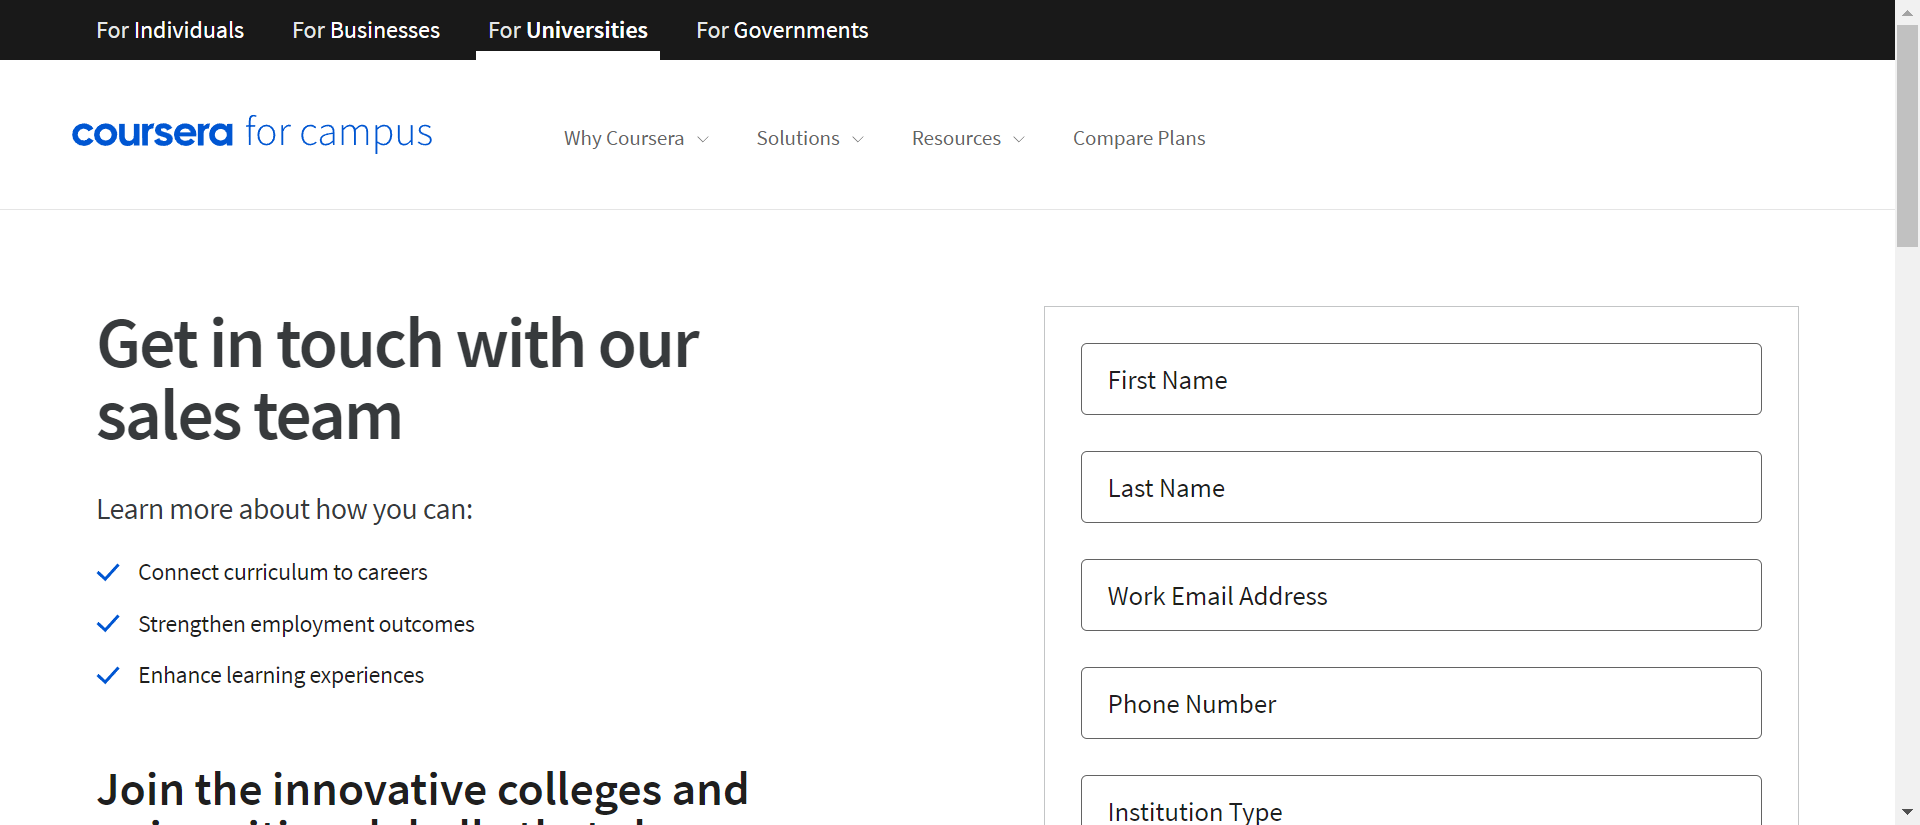 For Individuals
For Businesses
For Universities
For Governments
coursera for campus
Why Coursera
Solutions
Resources
Compare Plans
Get in touch with our
sales team
Learn more about how you can:
Connect curriculum to careers
Strengthen employment outcomes
Enhance learning experiences
Join the innovative colleges and
First Name
Last Name
Work Email Address
Phone Number
Institution Type